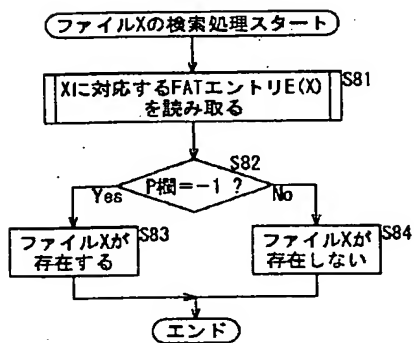 ファイルXの検索処理スタート
Xに対応するFATエントリE(X)
を読み取る
S81
S82
P欄=-1 ?
Yes
No
ファイルXが
存在する
S83
ファイルXが
存在しない
S84
エンド